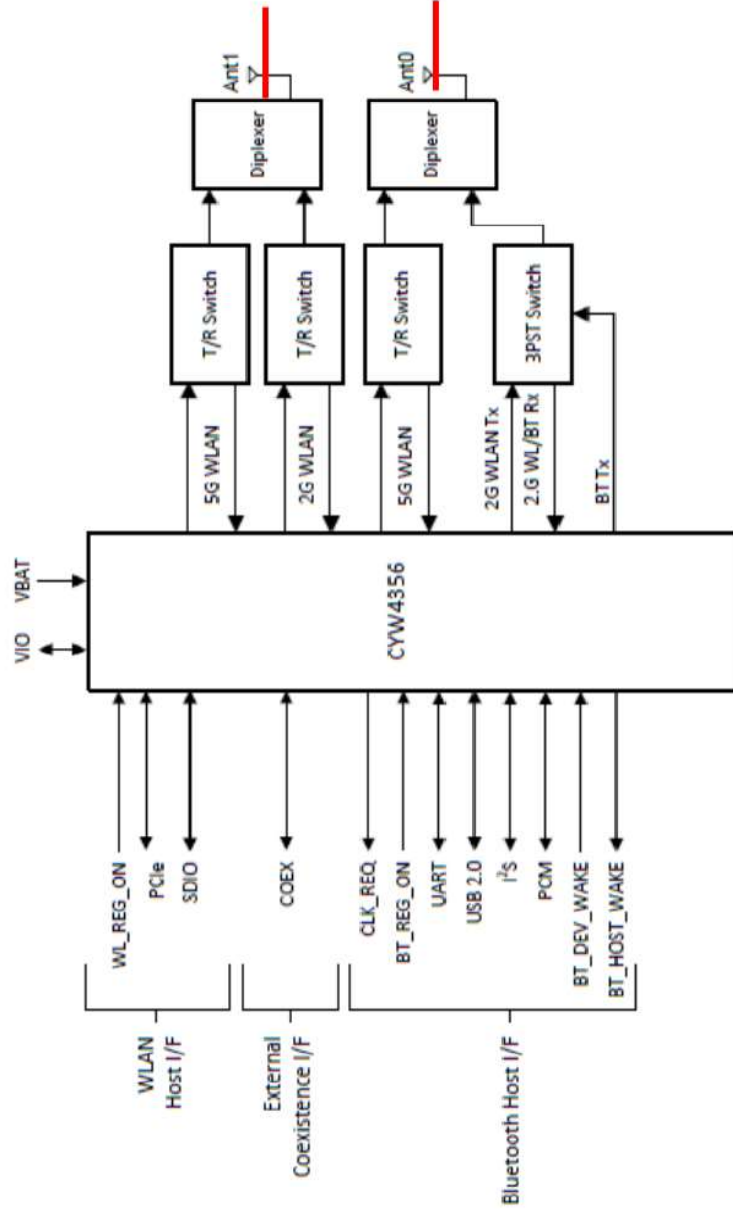 VIO
VBAT
WLAN
Host I/F
WL_REG_ON
PCIe
SDIO
External
Coexistence I/F
COEX
Bluetooth Host I/F
CLK_REQ
BT_REG_ON
UART
USB 2.0
I²S
PCM
BT_DEV_WAKE
BT_HOST_WAKE
CYW4356
5G WLAN
2G WLAN
5G WLAN
2G WLAN Tx
2.G WL/BT Rx
BT Tx
T/R Switch
T/R Switch
T/R Switch
3PST Switch
Diplexer
Diplexer
Ant1
Ant0